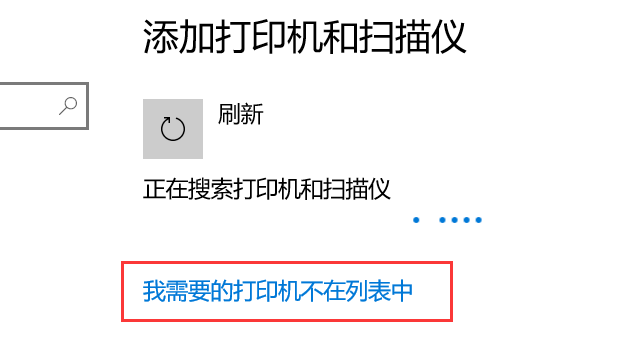 添加打印机和扫描仪
刷新
正在搜索打印机和扫描仪
我需要的打印机不在列表中